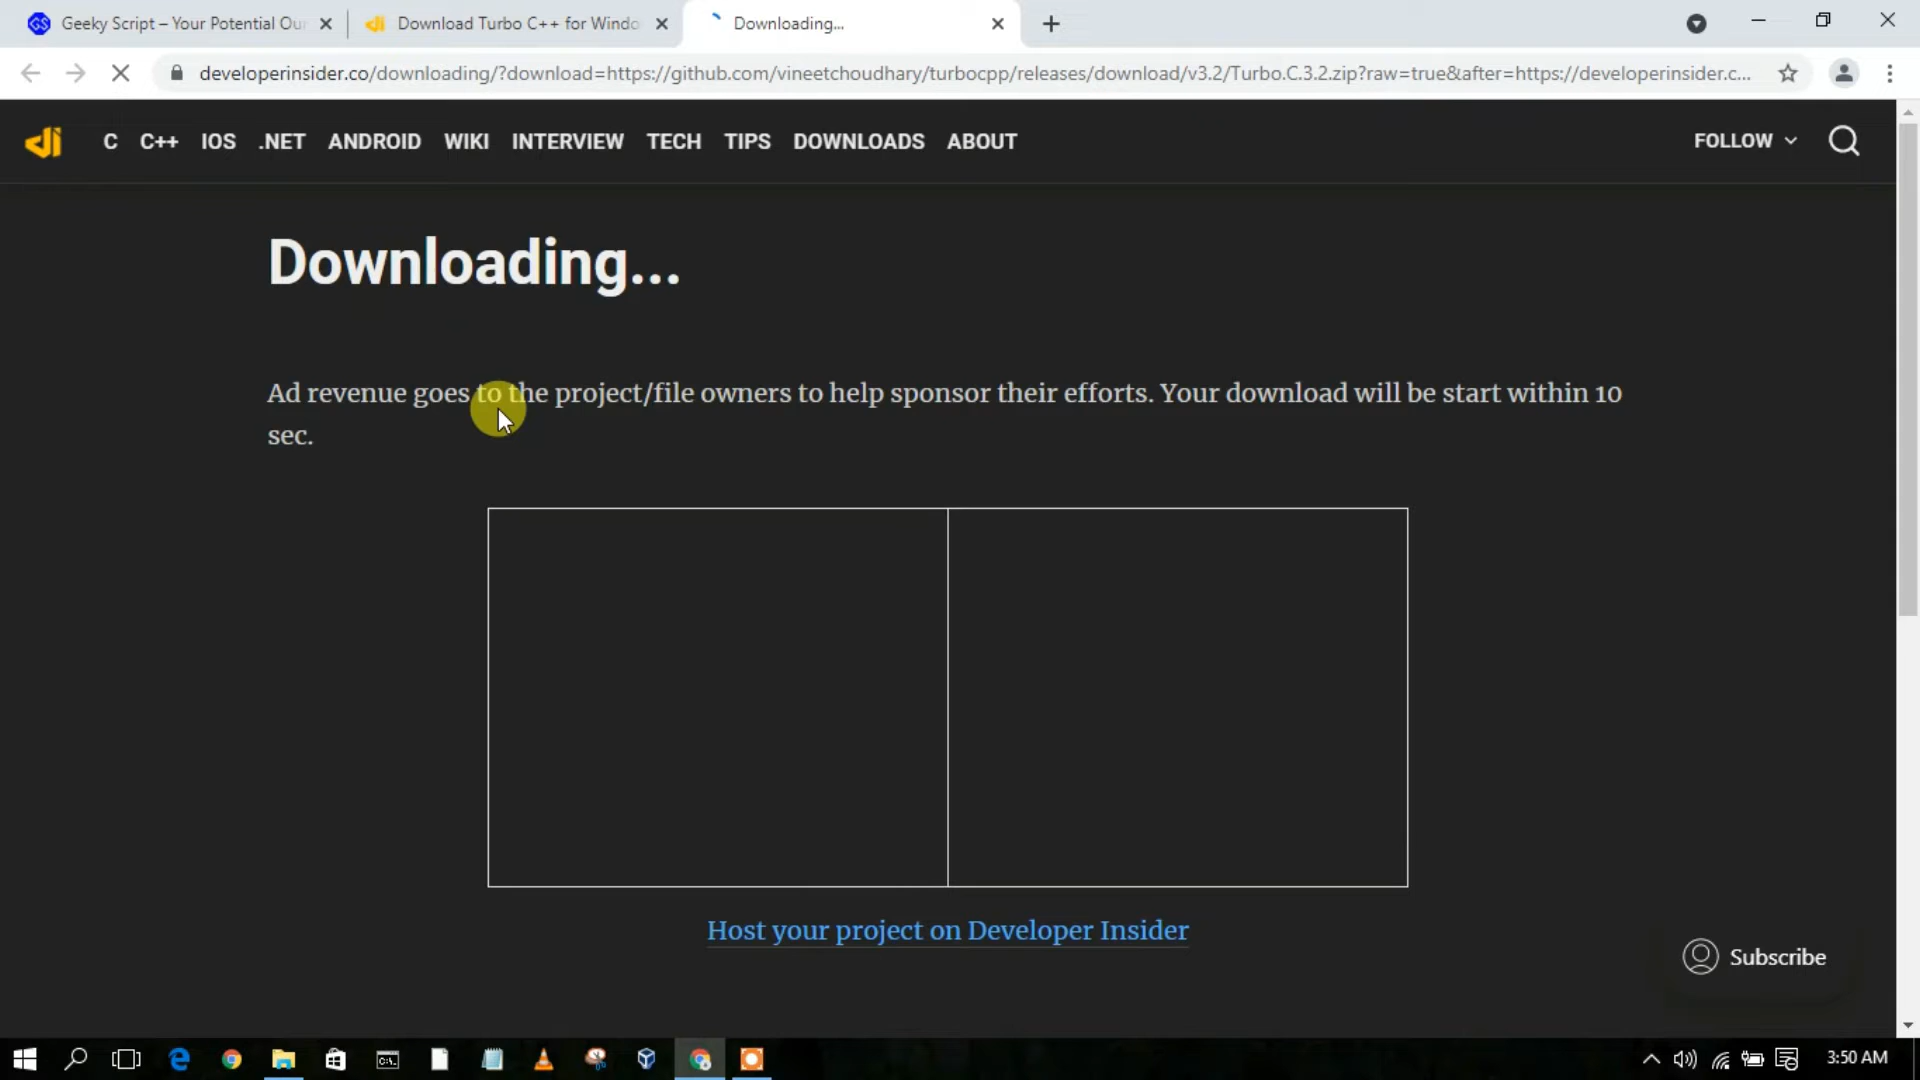 Geeky Script – Your Potential Our
Download Turbo C++ for Windo
Downloading...
developerinsider.co/downloading/?download=https://github.com/vineetchoudhary/turbocpp/releases/download/v3.2/Turbo.C.3.2.zip?raw=true&after=https://developerinsider.c...
C C++ IOS .NET ANDROID WIKI INTERVIEW TECH TIPS DOWNLOADS ABOUT
FOLLOW
Downloading...
Ad revenue goes to the project/file owners to help sponsor their efforts. Your download will be start within 10
sec.
Host your project on Developer Insider
Subscribe
3:50 AM